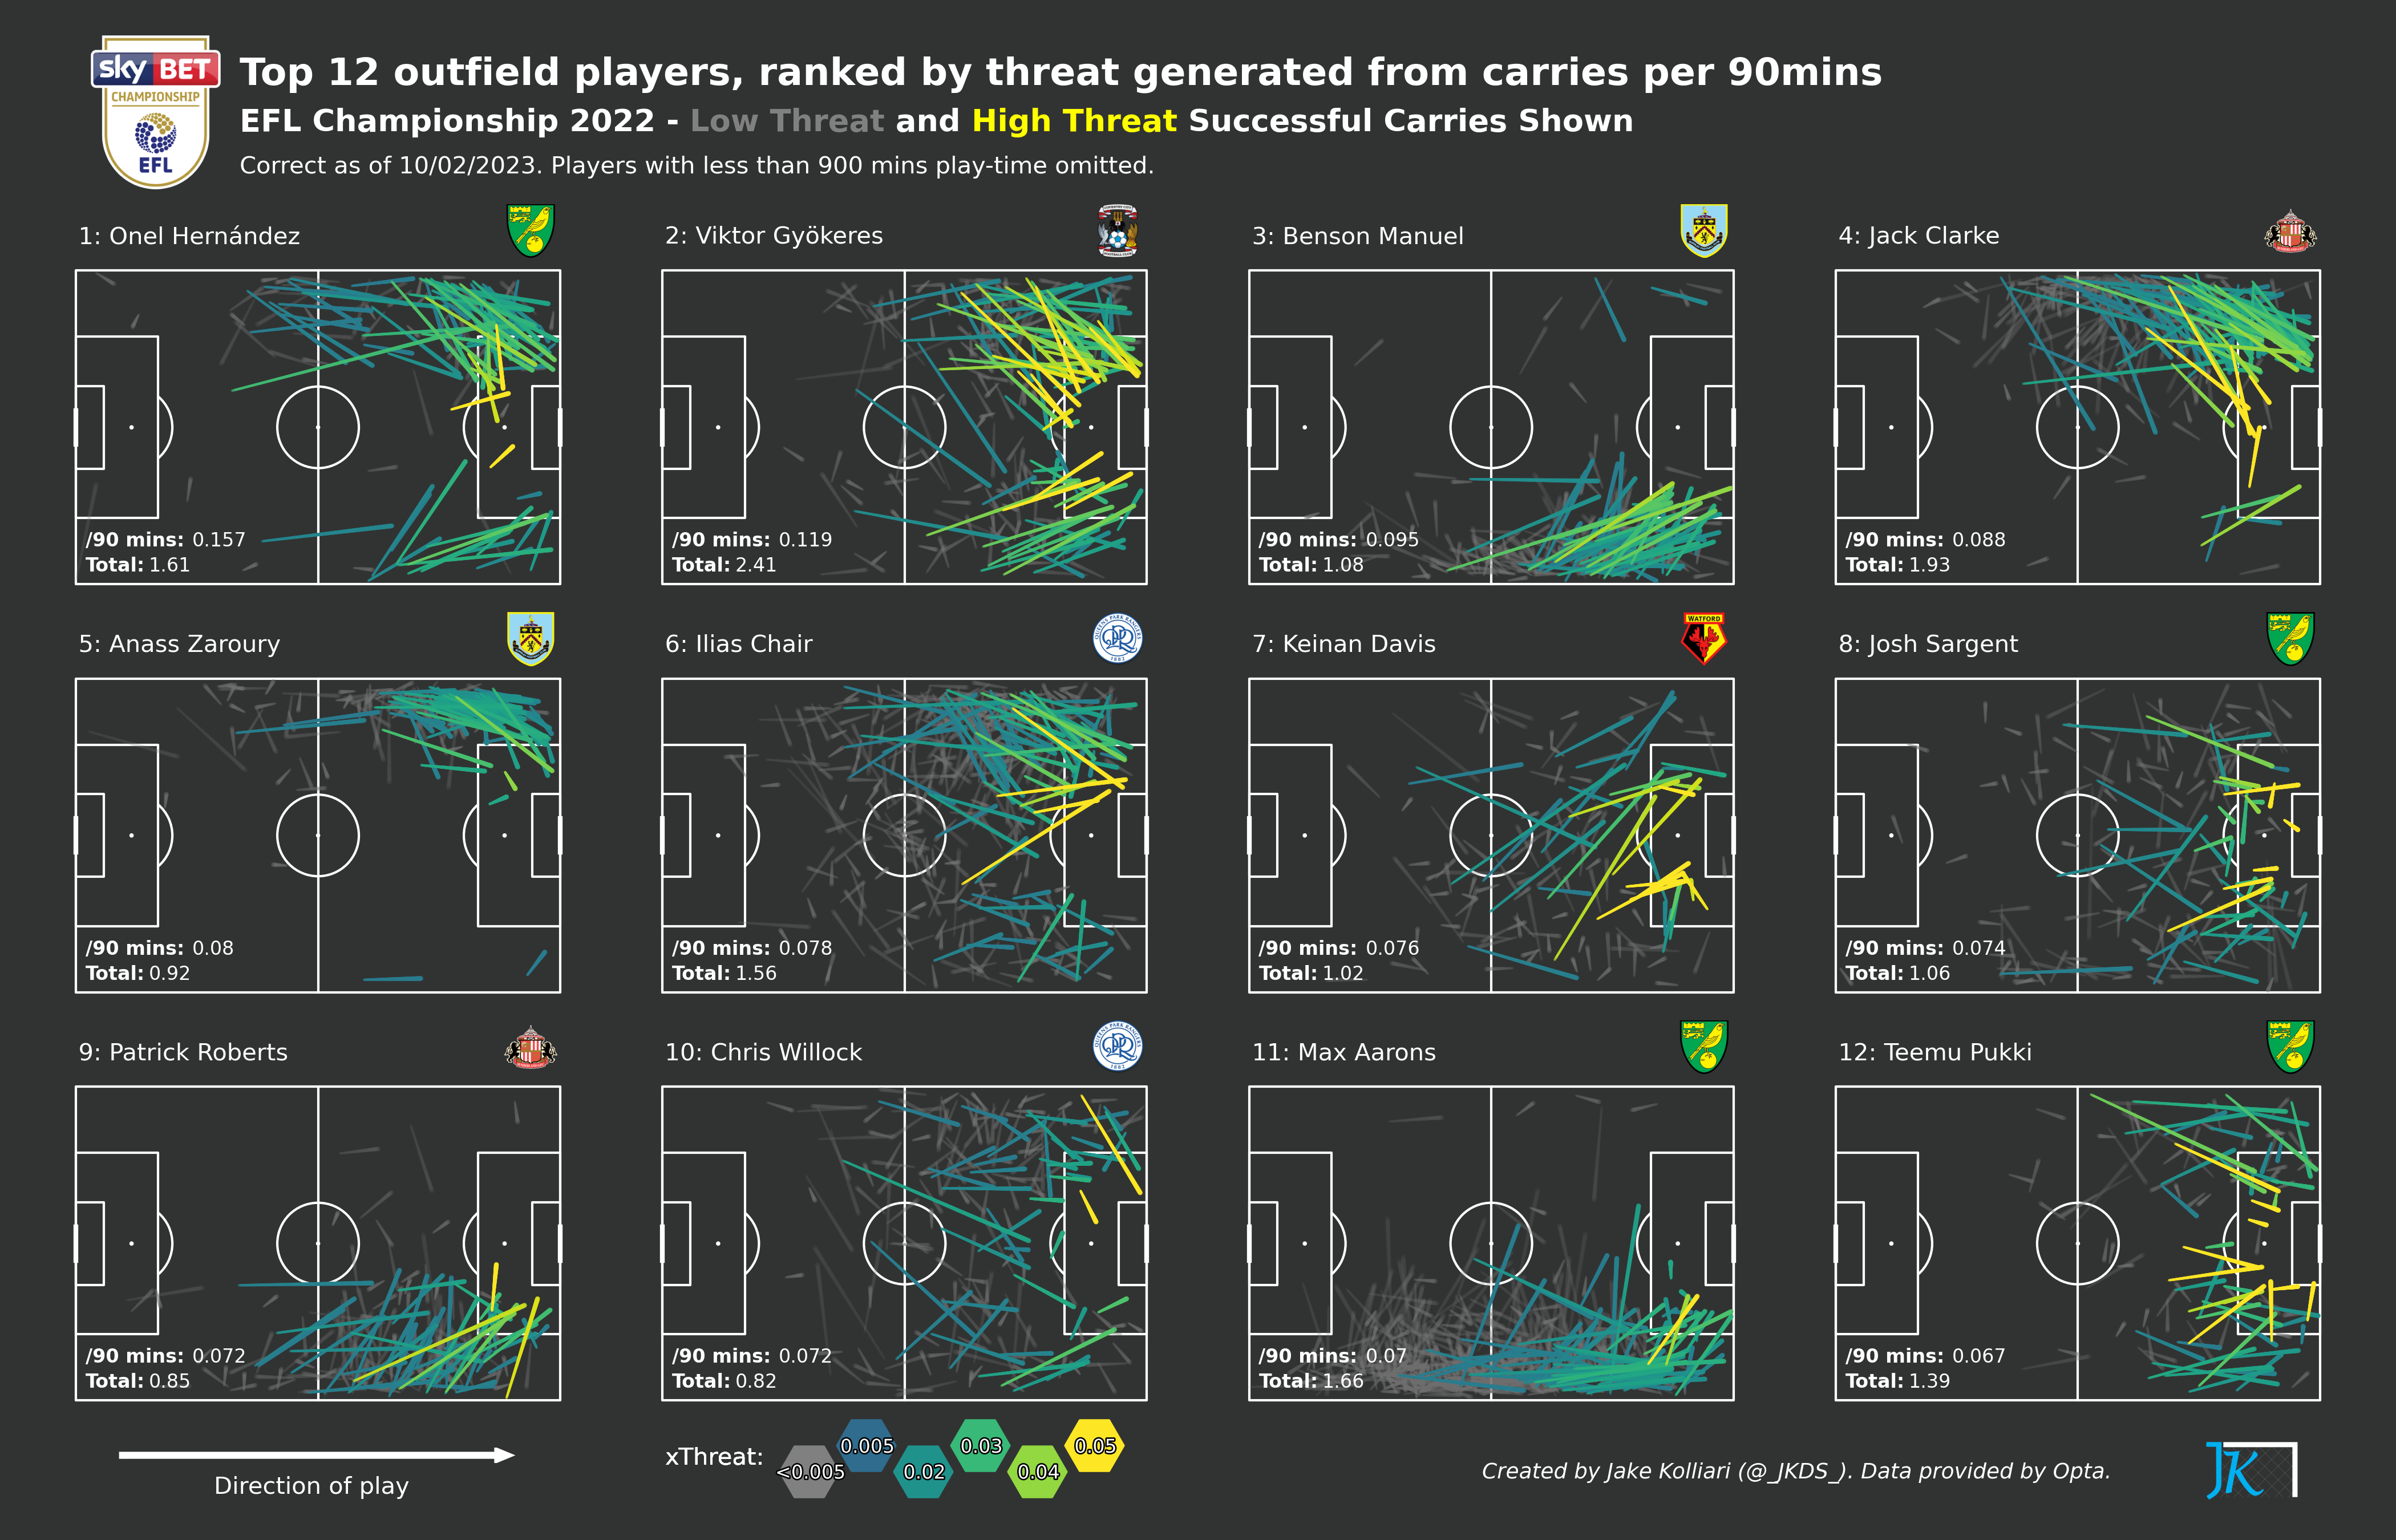 sky BET
CHAMPIONSHIP
EFL
Top 12 outfield players, ranked by threat generated from carries per 90mins
EFL Championship 2022 - Low Threat and High Threat Successful Carries Shown
Correct as of 10/02/2023. Players with less than 900 mins play-time omitted.
1: Onel Hernández
2: Viktor Gyökeres
3: Benson Manuel
4: Jack Clarke
/90 mins: 0.157
Total: 1.61
/90 mins: 0.119
Total: 2.41
/90 mins: 0.095
Total: 1.08
/90 mins: 0.088
Total: 1.93
5: Anass Zaroury
6: Ilias Chair
QUEENS PARK RANGERS
1882
7: Keinan Davis
WATFORD
8: Josh Sargent
/90 mins: 0.08
Total: 0.92
/90 mins: 0.078
Total: 1.56
/90 mins: 0.076
Total: 1.02
/90 mins: 0.074
Total: 1.06
9: Patrick Roberts
10: Chris Willock
QUEENS PARK RANGERS
1882
11: Max Aarons
12: Teemu Pukki
/90 mins: 0.072
Total: 0.85
/90 mins: 0.072
Total: 0.82
/90 mins: 0.07
Total: 1.66
/90 mins: 0.067
Total: 1.39
Direction of play
xThreat:
<0.005
0.005
0.02
0.03
0.04
0.05
Created by Jake Kolliari (@_JKDS_). Data provided by Opta.
JK